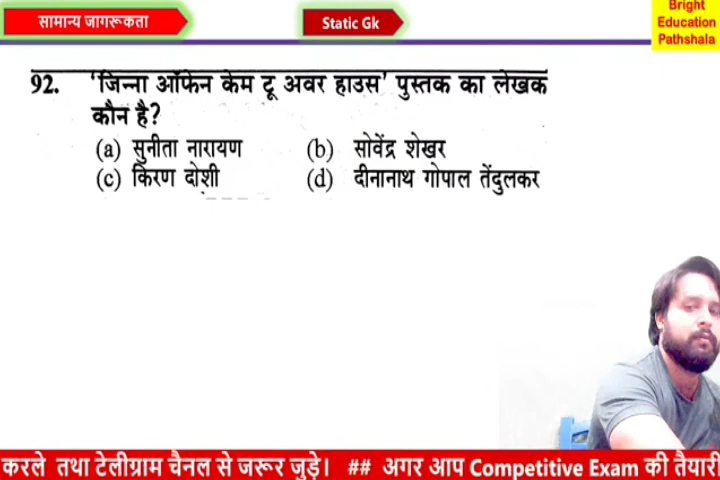 सामान्य जागरूकता
Static Gk
Bright
Education
Pathshala
92. 'जिन्ना ऑफेन केम टू अवर हाउस' पुस्तक का लेखक
कौन है?
(a) सुनीता नारायण (b) सोवेंद्र शेखर
(c) किरण दोशी (d) दीनानाथ गोपाल तेंदुलकर
करले तथा टेलीग्राम चैनल से जरूर जुड़े। ## अगर आप Competitive Exam की तैयारी